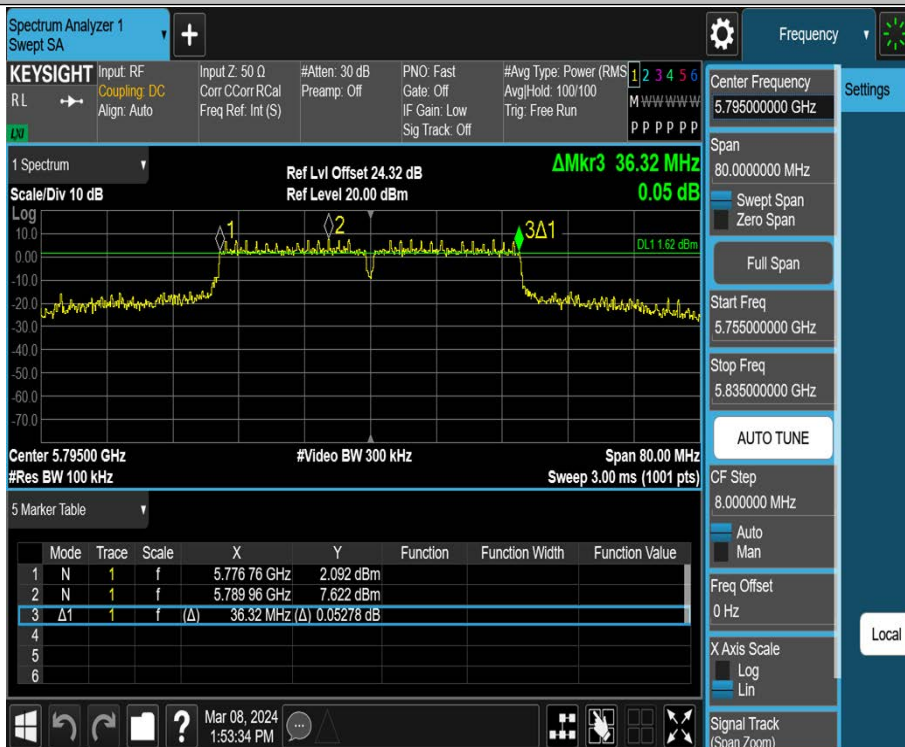 Spectrum Analyzer 1
Swept SA
+
Frequency
KEYSIGHT
RL
LXI
Input: RF
Coupling: DC
Align: Auto
Input Z: 50 Ω
Corr CCorr RCal
Freq Ref: Int (S)
#Atten: 30 dB
Preamp: Off
PNO: Fast
Gate: Off
IF Gain: Low
Sig Track: Off
#Avg Type: Power (RMS
Avg|Hold: 100/100
Trig: Free Run
1 2 3 4 5 6
M W W W W W
P P P P P P
Center Frequency
5.795000000 GHz
Settings
1 Spectrum
Scale/Div 10 dB
Ref Lvl Offset 24.32 dB
Ref Level 20.00 dBm
ΔMkr3 36.32 MHz
0.05 dB
Log
10.0
0.00
-10.0
-20.0
-30.0
-40.0
-50.0
-60.0
-70.0
1
2
3Δ1
DL1 1.62 dBm
Center 5.79500 GHz
#Video BW 300 kHz
Span 80.00 MHz
#Res BW 100 kHz
Sweep 3.00 ms (1001 pts)
Span
80.0000000 MHz
Swept Span
Zero Span
Full Span
Start Freq
5.755000000 GHz
Stop Freq
5.835000000 GHz
AUTO TUNE
CF Step
8.000000 MHz
Auto
Man
Freq Offset
0 Hz
X Axis Scale
Log
Lin
Signal Track
(Span Zoom)
Local
5 Marker Table
Mode Trace Scale X Y Function Function Width Function Value
1 N 1 f 5.776 76 GHz 2.092 dBm
2 N 1 f 5.789 96 GHz 7.622 dBm
3 Δ1 1 f (Δ) 36.32 MHz (Δ) 0.05278 dB
4
5
6
?
Mar 08, 2024
1:53:34 PM